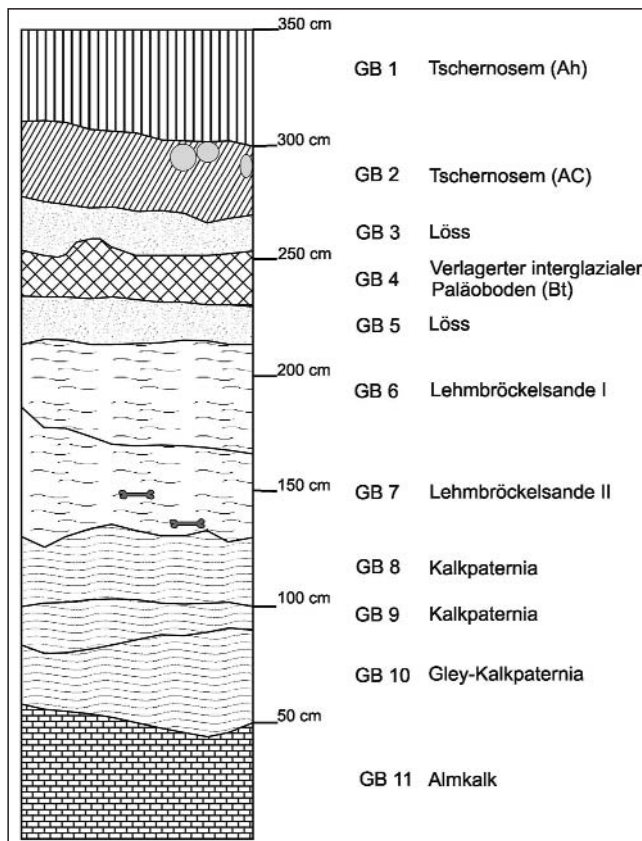 350 cm
GB 1 Tschernosem (Ah)
300 cm
GB 2 Tschernosem (AC)
GB 3 Löss
250 cm
GB 4 Verlagerter interglazialer
Paläoboden (Bt)
GB 5 Löss
200 cm
GB 6 Lehmbröckelsande I
150 cm
GB 7 Lehmbröckelsande II
GB 8 Kalkpaternia
100 cm
GB 9 Kalkpaternia
GB 10 Gley-Kalkpaternia
50 cm
GB 11 Almkalk